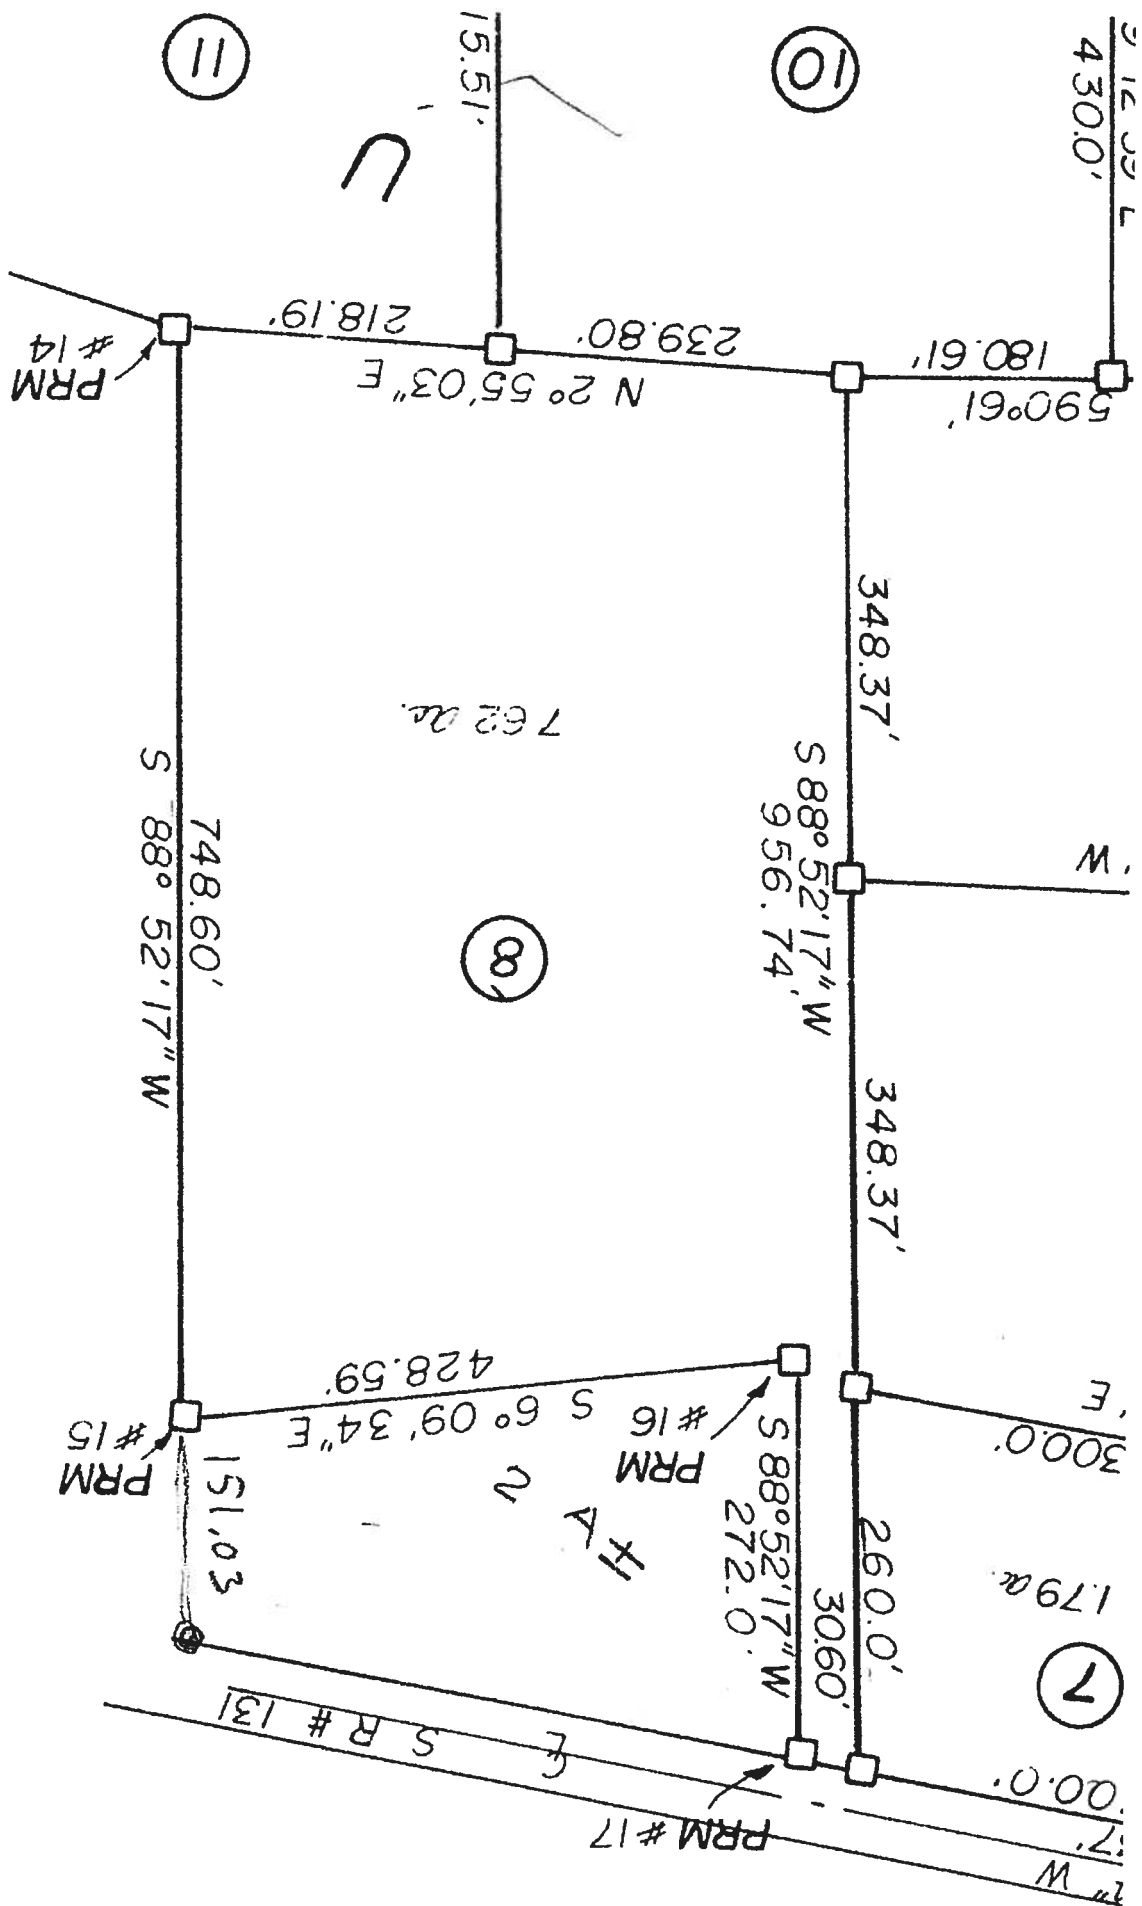 11
15.51'
10
430.0'
U
PRM
#14
218.19'
239.80'
N 2° 55' 03" E
180.61'
590°61'
348.37'
762 ac.
S 88° 52' 17" W
956.74'
748.60'
S 88° 52' 17" W
' W
8
348.37'
428.59'
S 6° 09' 34" E
PRM
#15
PRM
#16
' E
300.0'
151.03
S 88° 52' 17" W
272.0'
30.60'
260.0'
1.79 a.
7
℄ S R # 131
PRM #17
00.0'
37'
" W